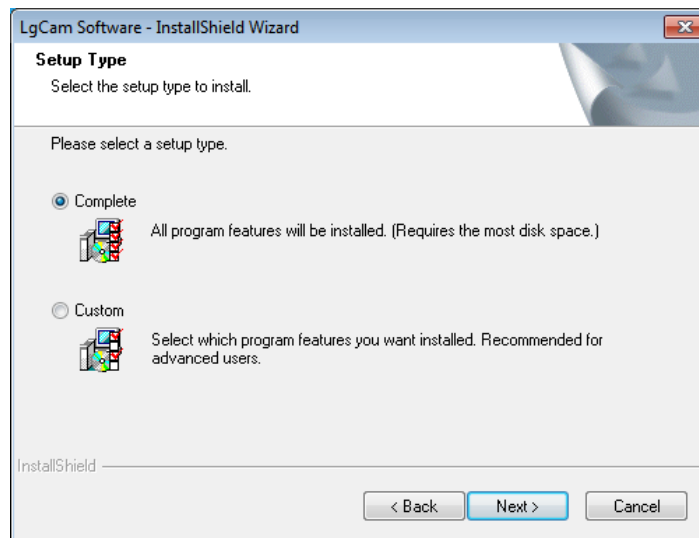 LgCam Software - InstallShield Wizard
Setup Type
Select the setup type to install.
Please select a setup type.
Complete
All program features will be installed. (Requires the most disk space.)
Custom
Select which program features you want installed. Recommended for
advanced users.
InstallShield
< Back
Next >
Cancel